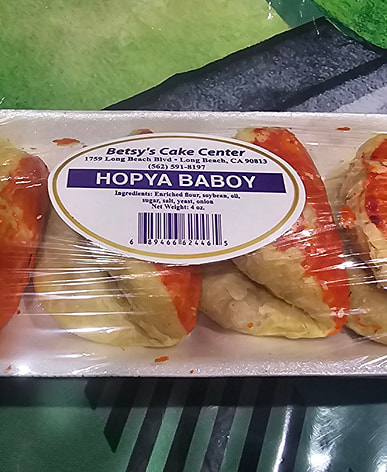 Betsy's Cake Center
1759 Long Beach Blvd • Long Beach, CA 90813
(562) 591-8197
HOPYA BABOY
Ingredients: Enriched flour, soybean, oil,
sugar, salt, yeast, onion
Net Weight: 4 oz.
6 89466 62446 5